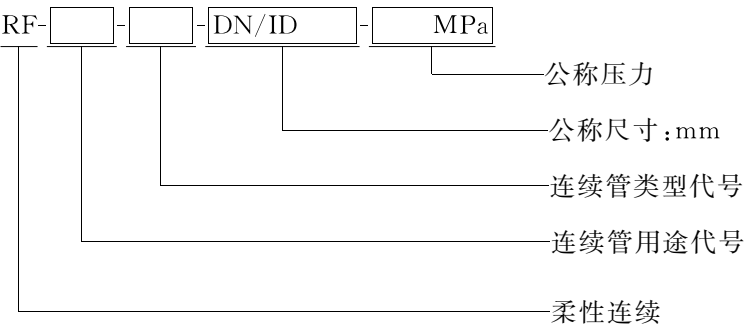 RF-□-□-DN/ID-MPa
公称压力
公称尺寸:mm
连续管类型代号
连续管用途代号
柔性连续